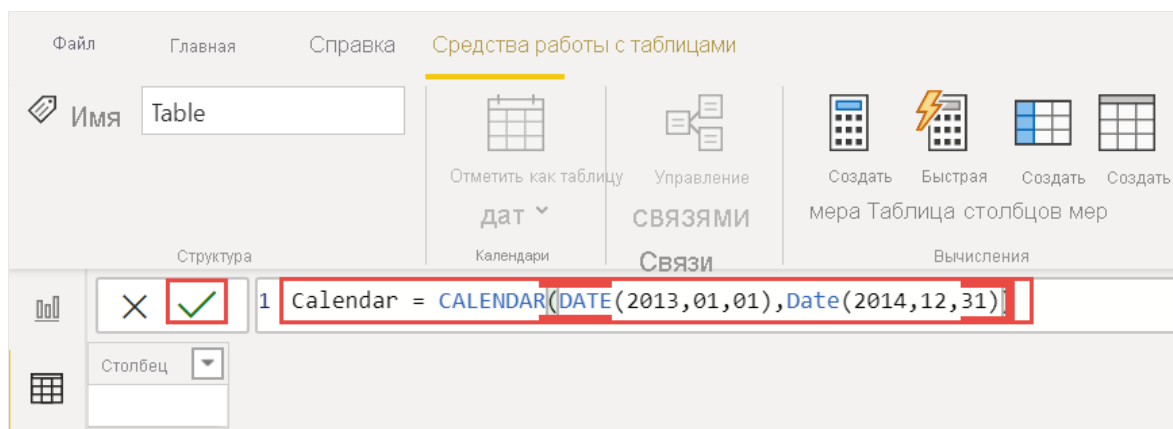 Файл Главная Справка Средства работы с таблицами
Имя Table
Отметить как таблицу Управление Создать Быстрая Создать Создать
дат связями мера Таблица столбцов мер
Структура Календари Связи Вычисления
1 Calendar = CALENDAR(DATE(2013,01,01),Date(2014,12,31))
Столбец